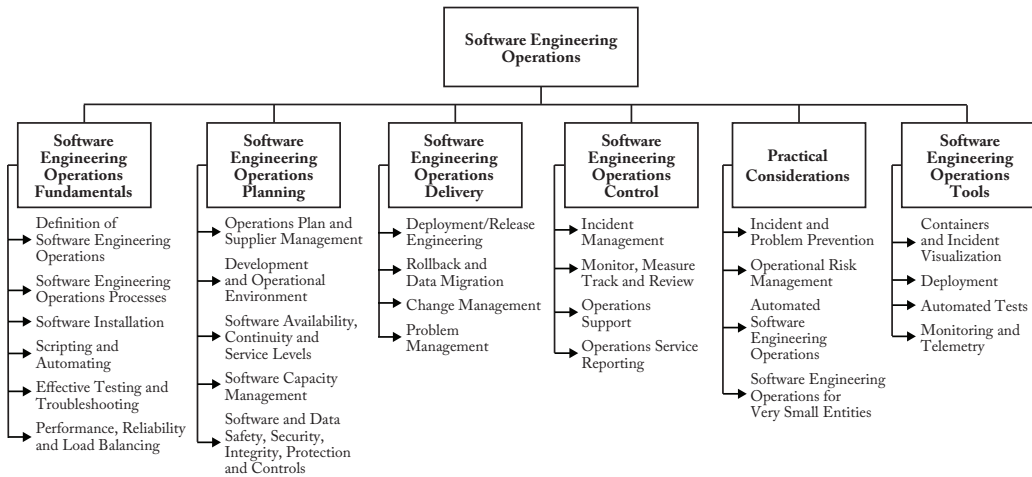 Software Engineering
Operations
Software
Engineering
Operations
Fundamentals
Definition of
Software Engineering
Operations
Software Engineering
Operations Processes
Software Installation
Scripting and
Automating
Effective Testing and
Troubleshooting
Performance, Reliability
and Load Balancing
Software
Engineering
Operations
Planning
Operations Plan and
Supplier Management
Development
and Operational
Environment
Software Availability,
Continuity and
Service Levels
Software Capacity
Management
Software and Data
Safety, Security,
Integrity, Protection
and Controls
Software
Engineering
Operations
Delivery
Deployment/Release
Engineering
Rollback and
Data Migration
Change Management
Problem
Management
Software
Engineering
Operations
Control
Incident
Management
Monitor, Measure
Track and Review
Operations
Support
Operations Service
Reporting
Practical
Considerations
Incident and
Problem Prevention
Operational Risk
Management
Automated
Software
Engineering
Operations
Software Engineering
Operations for
Very Small Entities
Software
Engineering
Operations
Tools
Containers
and Incident
Visualization
Deployment
Automated Tests
Monitoring and
Telemetry